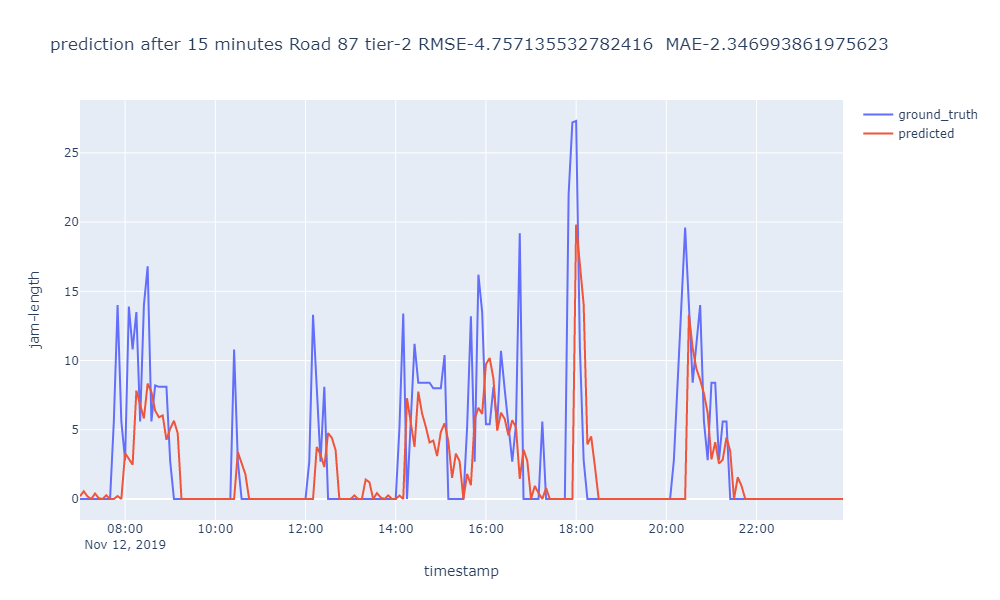 prediction after 15 minutes Road 87 tier-2 RMSE-4.757135532782416  MAE-2.346993861975623
ground_truth
predicted
jam-length
25
20
15
10
5
0
08:00 10:00 12:00 14:00 16:00 18:00 20:00 22:00
Nov 12, 2019
timestamp